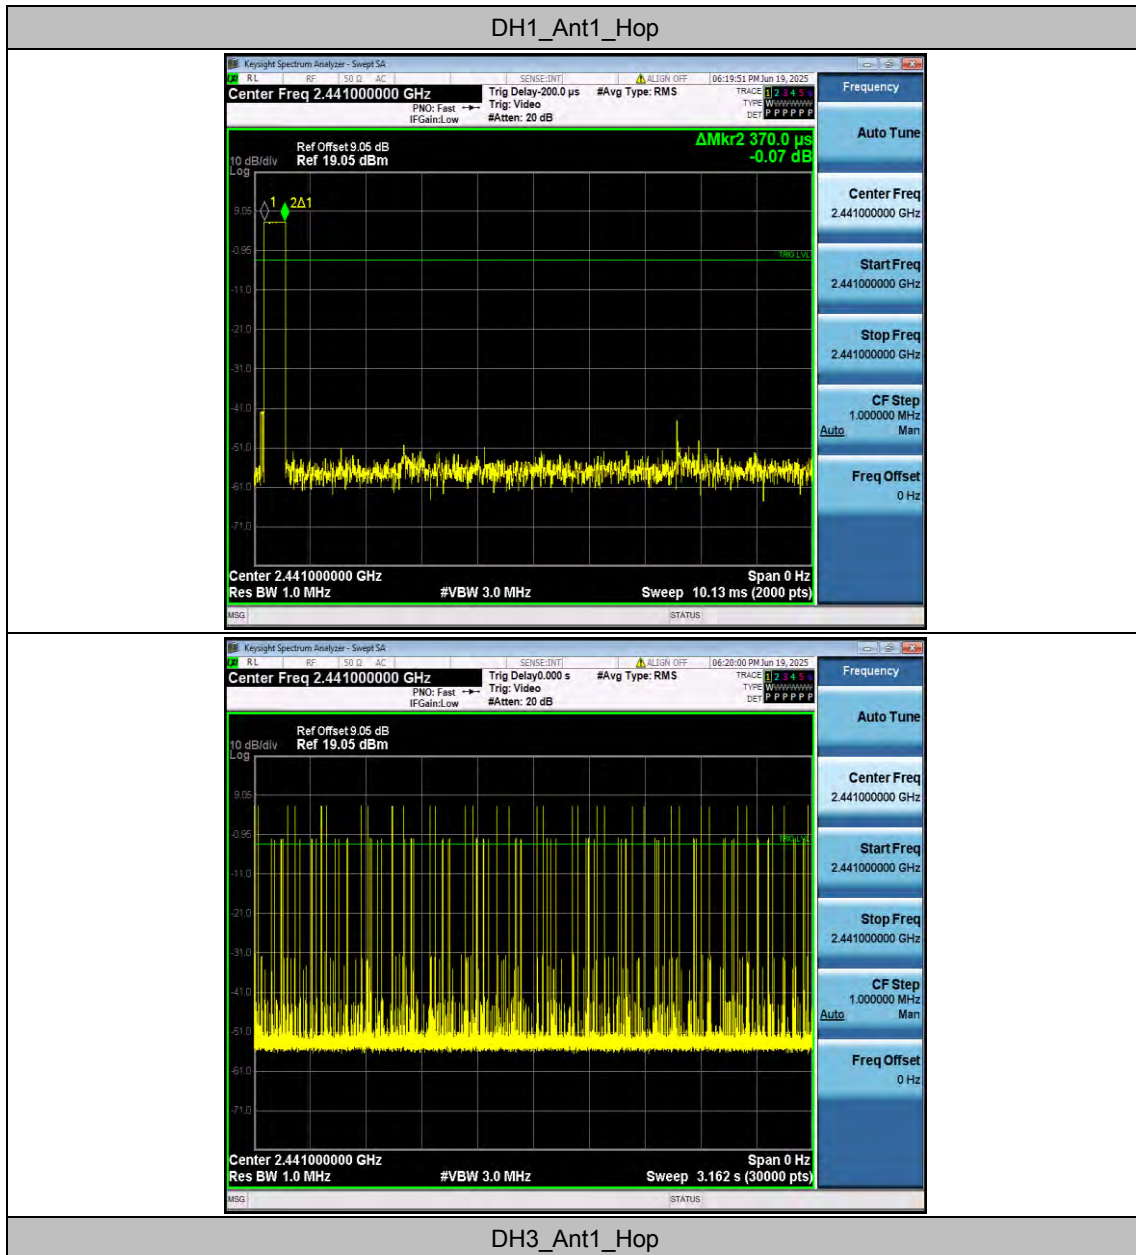 DH1_Ant1_Hop
Keysight Spectrum Analyzer - Swept SA
RL RF 50 Ω AC SENSE:INT ALIGN OFF 06:19:51 PM Jun 19, 2025
Center Freq 2.441000000 GHz
PNO: Fast
IFGain:Low
Trig Delay-200.0 µs
Trig: Video
#Atten: 20 dB
#Avg Type: RMS
TRACE 1 2 3 4 5 6
TYPE
DET P P P P P P
Frequency
ΔMkr2 370.0 µs
-0.07 dB
Ref Offset 9.05 dB
10 dB/div Ref 19.05 dBm
Log
9.05
-0.95
-11.0
-21.0
-31.0
-41.0
-51.0
-61.0
-71.0
1
2Δ1
TRIG LVL
Auto Tune
Center Freq
2.441000000 GHz
Start Freq
2.441000000 GHz
Stop Freq
2.441000000 GHz
CF Step
1.000000 MHz
Auto Man
Freq Offset
0 Hz
Center 2.441000000 GHz Span 0 Hz
Res BW 1.0 MHz #VBW 3.0 MHz Sweep 10.13 ms (2000 pts)
MSG STATUS
Keysight Spectrum Analyzer - Swept SA
RL RF 50 Ω AC SENSE:INT ALIGN OFF 06:20:00 PM Jun 19, 2025
Center Freq 2.441000000 GHz
PNO: Fast
IFGain:Low
Trig Delay0.000 s
Trig: Video
#Atten: 20 dB
#Avg Type: RMS
TRACE 1 2 3 4 5 6
TYPE
DET P P P P P P
Frequency
Ref Offset 9.05 dB
10 dB/div Ref 19.05 dBm
Log
9.05
-0.95
-11.0
-21.0
-31.0
-41.0
-51.0
-61.0
-71.0
TRIG LVL
Auto Tune
Center Freq
2.441000000 GHz
Start Freq
2.441000000 GHz
Stop Freq
2.441000000 GHz
CF Step
1.000000 MHz
Auto Man
Freq Offset
0 Hz
Center 2.441000000 GHz Span 0 Hz
Res BW 1.0 MHz #VBW 3.0 MHz Sweep 3.162 s (30000 pts)
MSG STATUS
DH3_Ant1_Hop